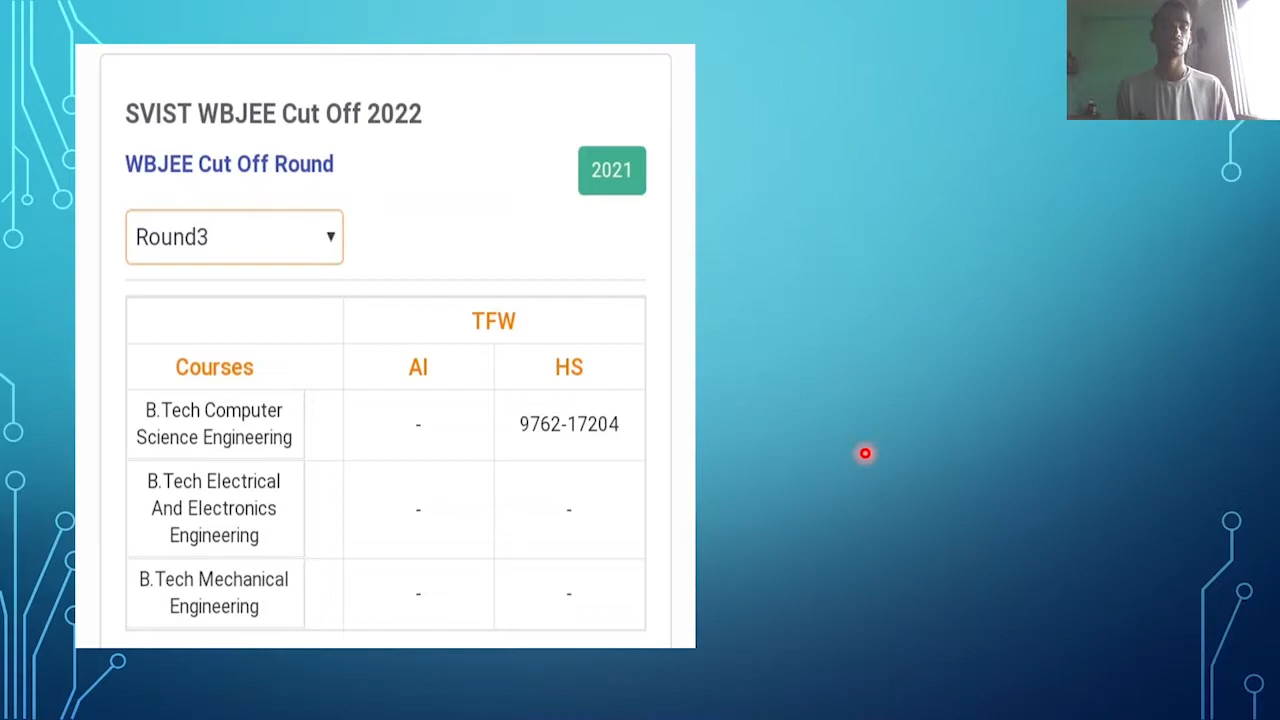 SVIST WBJEE Cut Off 2022
WBJEE Cut Off Round
2021
Round3
TFW
Courses AI HS
B.Tech Computer
Science Engineering
- 9762-17204
B.Tech Electrical
And Electronics
Engineering
- -
B.Tech Mechanical
Engineering
- -